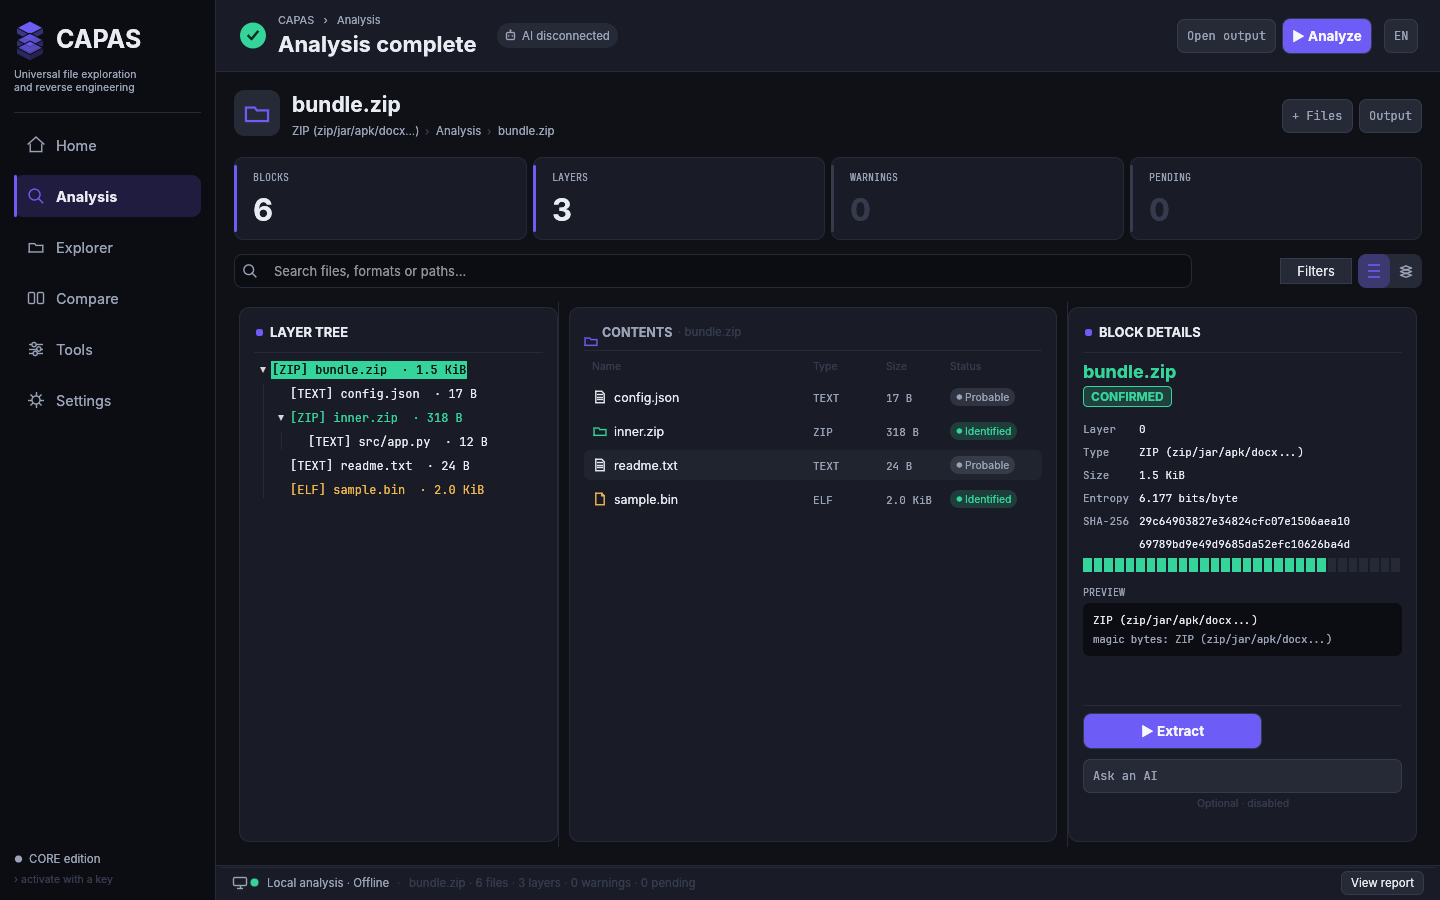 CAPAS
Universal file exploration
and reverse engineering
Home
Analysis
Explorer
Compare
Tools
Settings
CORE edition
› activate with a key
CAPAS › Analysis
Analysis complete
AI disconnected
Open output
▶ Analyze
EN
bundle.zip
ZIP (zip/jar/apk/docx...) › Analysis › bundle.zip
+ Files
Output
BLOCKS
6
LAYERS
3
WARNINGS
0
PENDING
0
Search files, formats or paths...
Filters
LAYER TREE
▼ [ZIP] bundle.zip · 1.5 KiB
[TEXT] config.json · 17 B
▼ [ZIP] inner.zip · 318 B
[TEXT] src/app.py · 12 B
[TEXT] readme.txt · 24 B
[ELF] sample.bin · 2.0 KiB
CONTENTS · bundle.zip
Name Type Size Status
config.json TEXT 17 B Probable
inner.zip ZIP 318 B Identified
readme.txt TEXT 24 B Probable
sample.bin ELF 2.0 KiB Identified
BLOCK DETAILS
bundle.zip
CONFIRMED
Layer 0
Type ZIP (zip/jar/apk/docx...)
Size 1.5 KiB
Entropy 6.177 bits/byte
SHA-256 29c64903827e34824cfc07e1506aea10
69789bd9e49d9685da52efc10626ba4d
PREVIEW
ZIP (zip/jar/apk/docx...)
magic bytes: ZIP (zip/jar/apk/docx...)
▶ Extract
Ask an AI
Optional · disabled
Local analysis · Offline · bundle.zip · 6 files · 3 layers · 0 warnings · 0 pending
View report